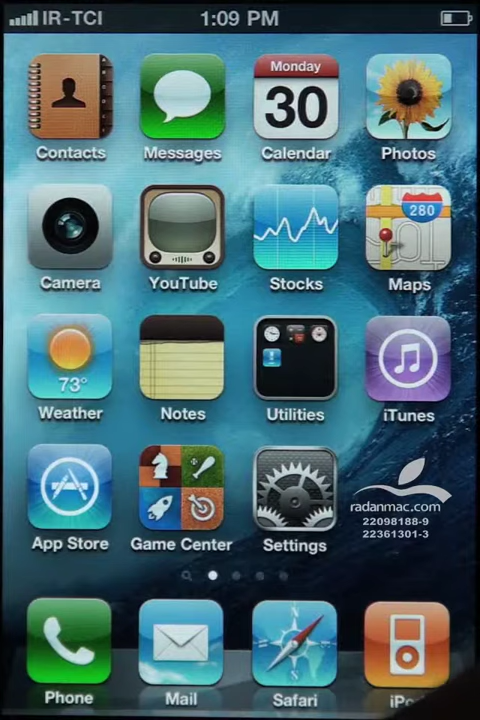 IR-TCI 1:09 PM
Monday
30
Contacts Messages Calendar Photos
280
Camera YouTube Stocks Maps
73°
Weather Notes Utilities iTunes
radanmac.com
22098188-9
22361301-3
App Store Game Center Settings
N
S
Phone Mail Safari iPo